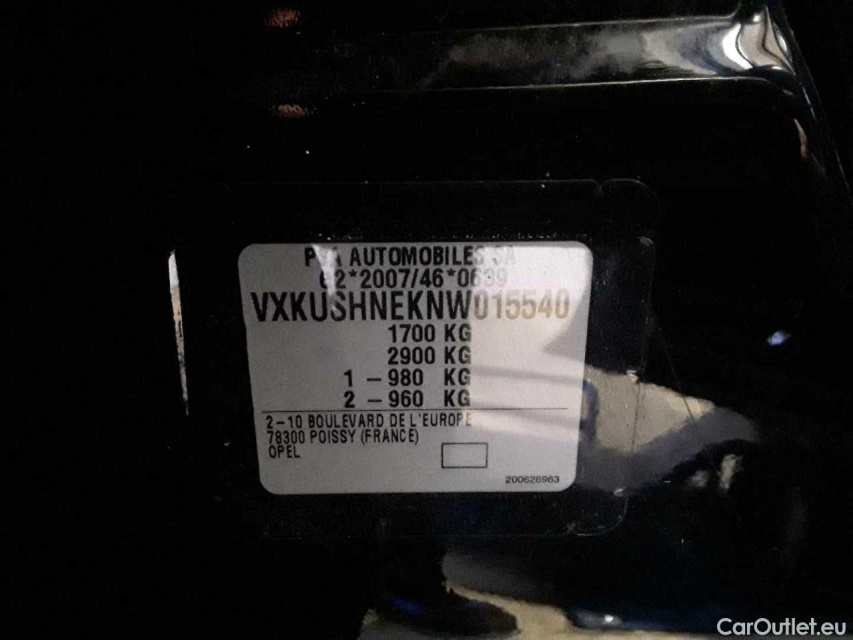 PSA AUTOMOBILES SA
02*2007/46*0639
VXKUSHNEKNW015540
1700 KG
2900 KG
1 – 980 KG
2 – 960 KG
2–10 BOULEVARD DE L'EUROPE
78300 POISSY (FRANCE)
OPEL
200626963
CarOutlet.eu